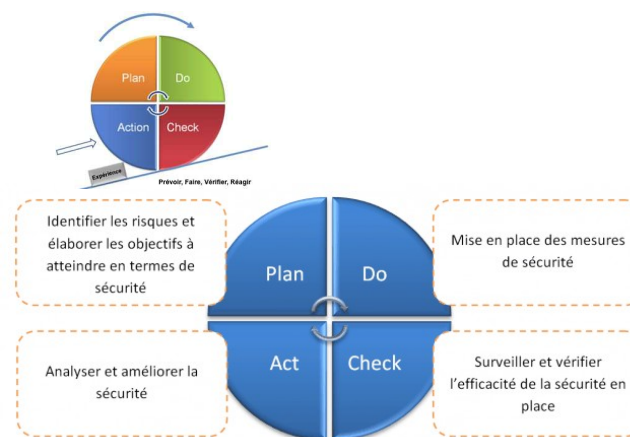 Plan
Do
Action
Check
Expérience
Prévoir, Faire, Vérifier, Réagir
Identifier les risques et
élaborer les objectifs à
atteindre en termes de
sécurité
Plan
Do
Mise en place des mesures
de sécurité
Analyser et améliorer la
sécurité
Act
Check
Surveiller et vérifier
l'efficacité de la sécurité en
place